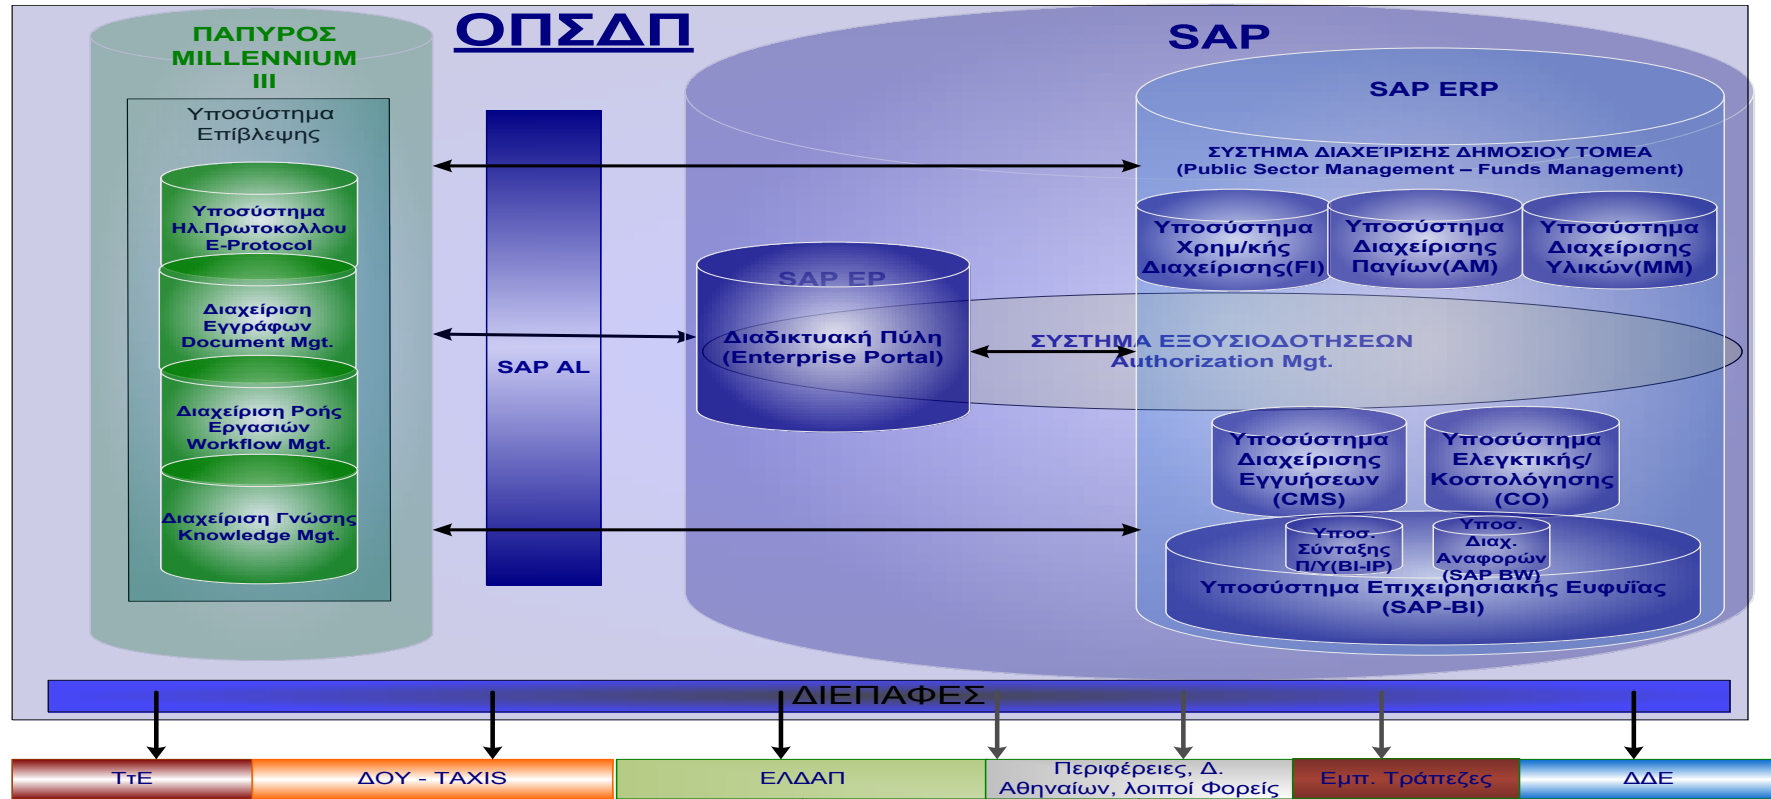 ΟΠΣΔΠ
ΠΑΠΥΡΟΣ
MILLENNIUM
III
Υποσύστημα
Επίβλεψης
Υποσύστημα
Ηλ.Πρωτοκολλου
E-Protocol
Διαχείριση
Εγγράφων
Document Mgt.
Διαχείριση Ροής
Εργασιών
Workflow Mgt.
Διαχείριση Γνώσης
Knowledge Mgt.
SAP AL
SAP
SAP EP
Διαδικτυακή Πύλη
(Enterprise Portal)
SAP ERP
ΣΥΣΤΗΜΑ ΔΙΑΧΕΊΡΙΣΗΣ ΔΗΜΟΣΙΟΥ ΤΟΜΕΑ
(Public Sector Management – Funds Management)
Υποσύστημα
Χρημ/κής
Διαχείρισης(FI)
Υποσύστημα
Διαχείρισης
Παγίων(AM)
Υποσύστημα
Διαχείρισης
Υλικών(MM)
ΣΥΣΤΗΜΑ ΕΞΟΥΣΙΟΔΟΤΗΣΕΩΝ
Authorization Mgt.
Υποσύστημα
Διαχείρισης
Εγγυήσεων
(CMS)
Υποσύστημα
Ελεγκτικής/
Κοστολόγησης
(CO)
Υποσ.
Σύνταξης
Π/Υ(BI-IP)
Υποσ.
Διαχ.
Αναφορών
(SAP BW)
Υποσύστημα Επιχειρησιακής Ευφυΐας
(SAP-BI)
ΔΙΕΠΑΦΕΣ
ΤτΕ
ΔΟΥ - TAXIS
ΕΛΔΑΠ
Περιφέρειες, Δ.
Αθηναίων, λοιποί Φορείς
Εμπ. Τράπεζες
ΔΔΕ